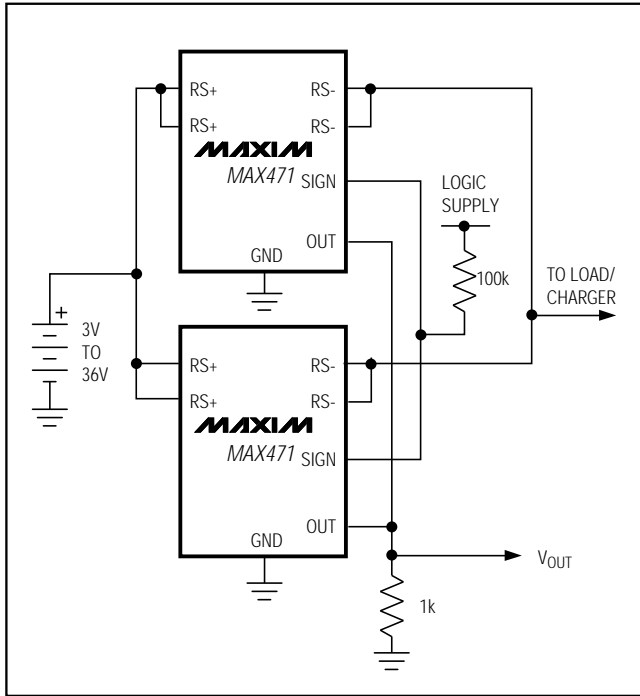 RS+
RS-
RS+
RS-
MAXIM
MAX471
SIGN
OUT
GND
LOGIC
SUPPLY
100k
TO LOAD/
CHARGER
+
3V
TO
36V
RS+
RS-
RS+
RS-
MAXIM
MAX471
SIGN
OUT
GND
VOUT
1k